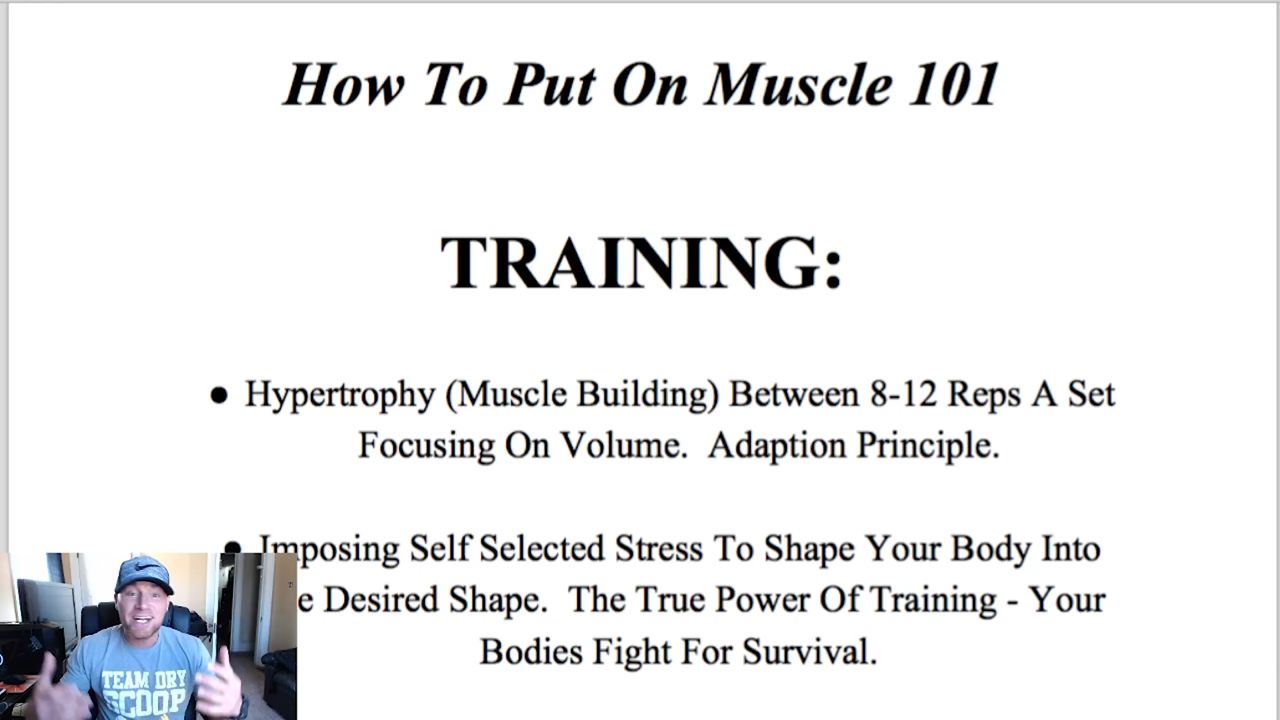 How To Put On Muscle 101
TRAINING:
● Hypertrophy (Muscle Building) Between 8-12 Reps A Set
Focusing On Volume.  Adaption Principle.
● Imposing Self Selected Stress To Shape Your Body Into
Desired Shape.  The True Power Of Training - Your
Bodies Fight For Survival.
TEAM DRY
SCOOP